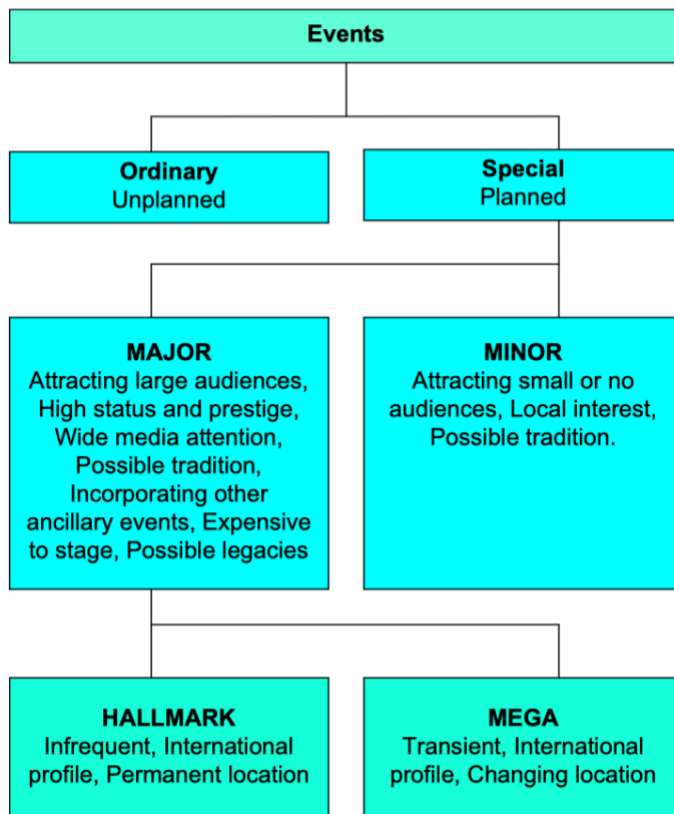 Events
Ordinary
Unplanned
Special
Planned
MAJOR
Attracting large audiences,
High status and prestige,
Wide media attention,
Possible tradition,
Incorporating other
ancillary events, Expensive
to stage, Possible legacies
MINOR
Attracting small or no
audiences, Local interest,
Possible tradition.
HALLMARK
Infrequent, International
profile, Permanent location
MEGA
Transient, International
profile, Changing location